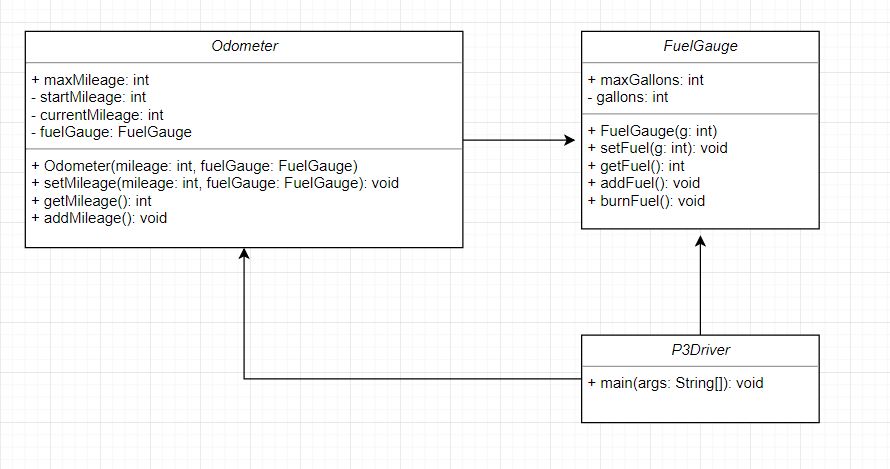 Odometer
+ maxMileage: int
- startMileage: int
- currentMileage: int
- fuelGauge: FuelGauge
+ Odometer(mileage: int, fuelGauge: FuelGauge)
+ setMileage(mileage: int, fuelGauge: FuelGauge): void
+ getMileage(): int
+ addMileage(): void
FuelGauge
+ maxGallons: int
- gallons: int
+ FuelGauge(g: int)
+ setFuel(g: int): void
+ getFuel(): int
+ addFuel(): void
+ burnFuel(): void
P3Driver
+ main(args: String[]): void